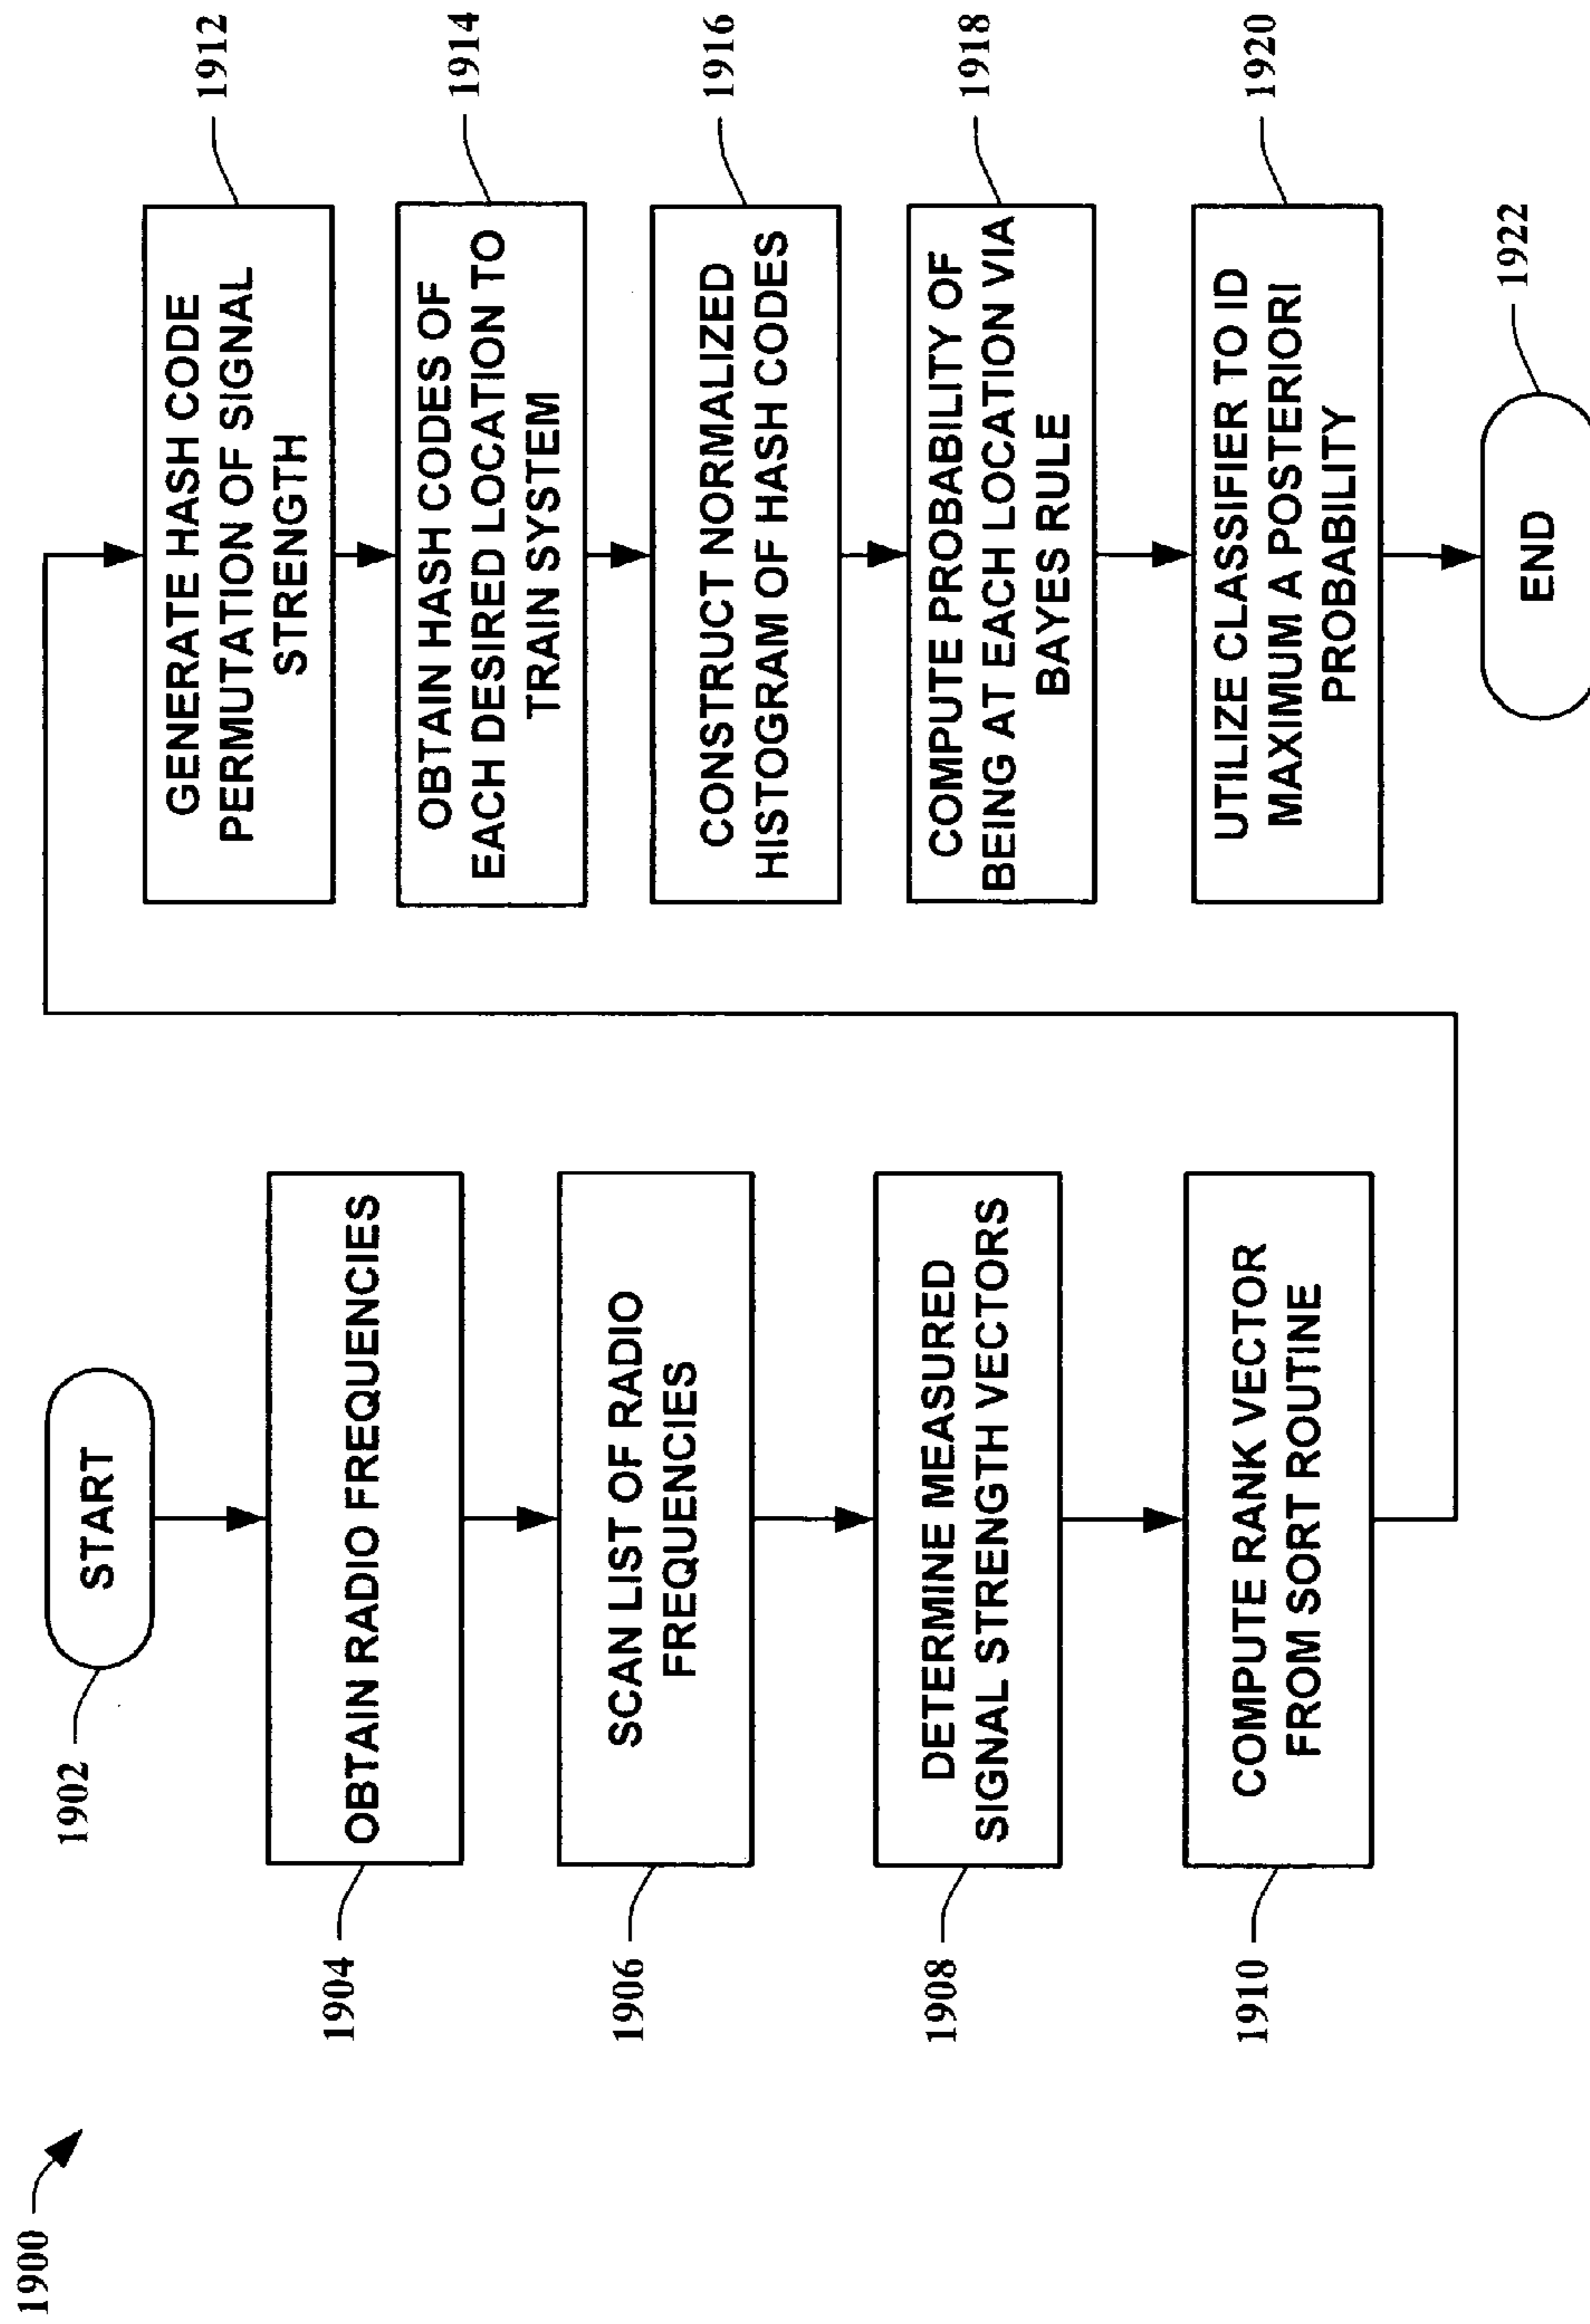 1900
1902
START
1904
OBTAIN RADIO FREQUENCIES
1906
SCAN LIST OF RADIO
FREQUENCIES
1908
DETERMINE MEASURED
SIGNAL STRENGTH VECTORS
1910
COMPUTE RANK VECTOR
FROM SORT ROUTINE
1912
GENERATE HASH CODE
PERMUTATION OF SIGNAL
STRENGTH
1914
OBTAIN HASH CODES OF
EACH DESIRED LOCATION TO
TRAIN SYSTEM
1916
CONSTRUCT NORMALIZED
HISTOGRAM OF HASH CODES
1918
COMPUTE PROBABILITY OF
BEING AT EACH LOCATION VIA
BAYES RULE
1920
UTILIZE CLASSIFIER TO ID
MAXIMUM A POSTERIORI
PROBABILITY
1922
END